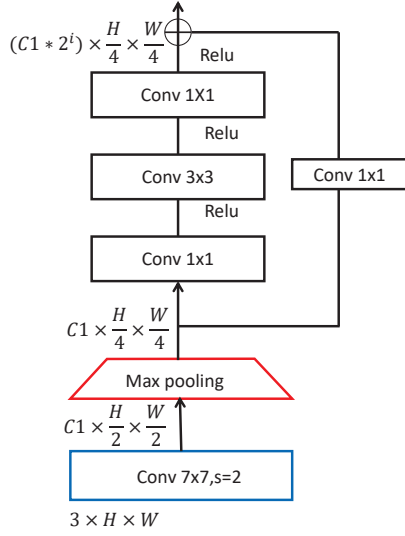 (C1 * 2^i) × H/4 × W/4
Relu
Conv 1X1
Relu
Conv 3x3
Conv 1x1
Relu
Conv 1x1
C1 × H/4 × W/4
Max pooling
C1 × H/2 × W/2
Conv 7x7,s=2
3 × H × W